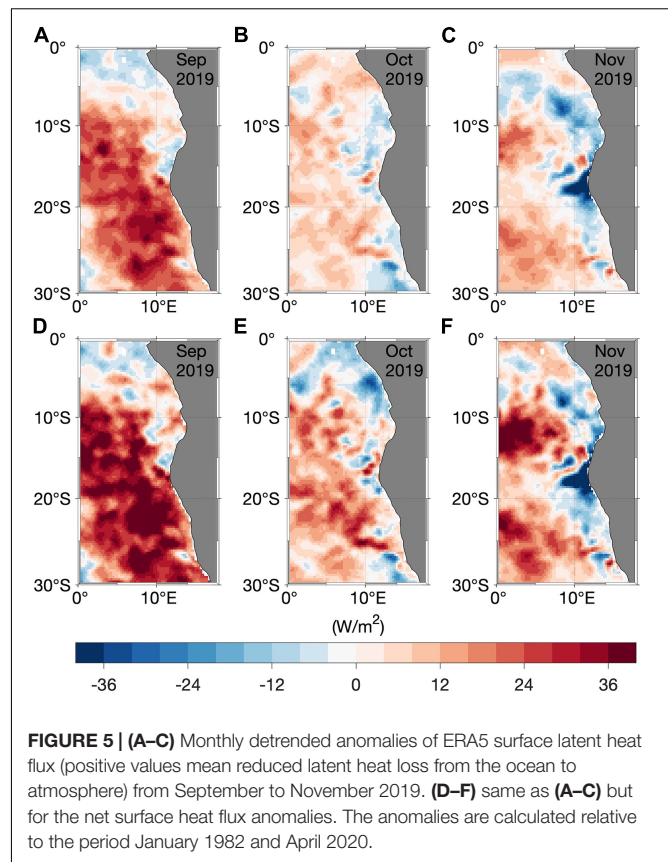 A B C
0° Sep 2019 0° Oct 2019 0° Nov 2019
10°S 10°S 10°S
20°S 20°S 20°S
30°S 30°S 30°S
0° 10°E 0° 10°E 0° 10°E
D E F
0° Sep 2019 0° Oct 2019 0° Nov 2019
10°S 10°S 10°S
20°S 20°S 20°S
30°S 30°S 30°S
0° 10°E 0° 10°E 0° 10°E
(W/m²)
-36 -24 -12 0 12 24 36
FIGURE 5 | (A–C) Monthly detrended anomalies of ERA5 surface latent heat
flux (positive values mean reduced latent heat loss from the ocean to
atmosphere) from September to November 2019. (D–F) same as (A–C) but
for the net surface heat flux anomalies. The anomalies are calculated relative
to the period January 1982 and April 2020.